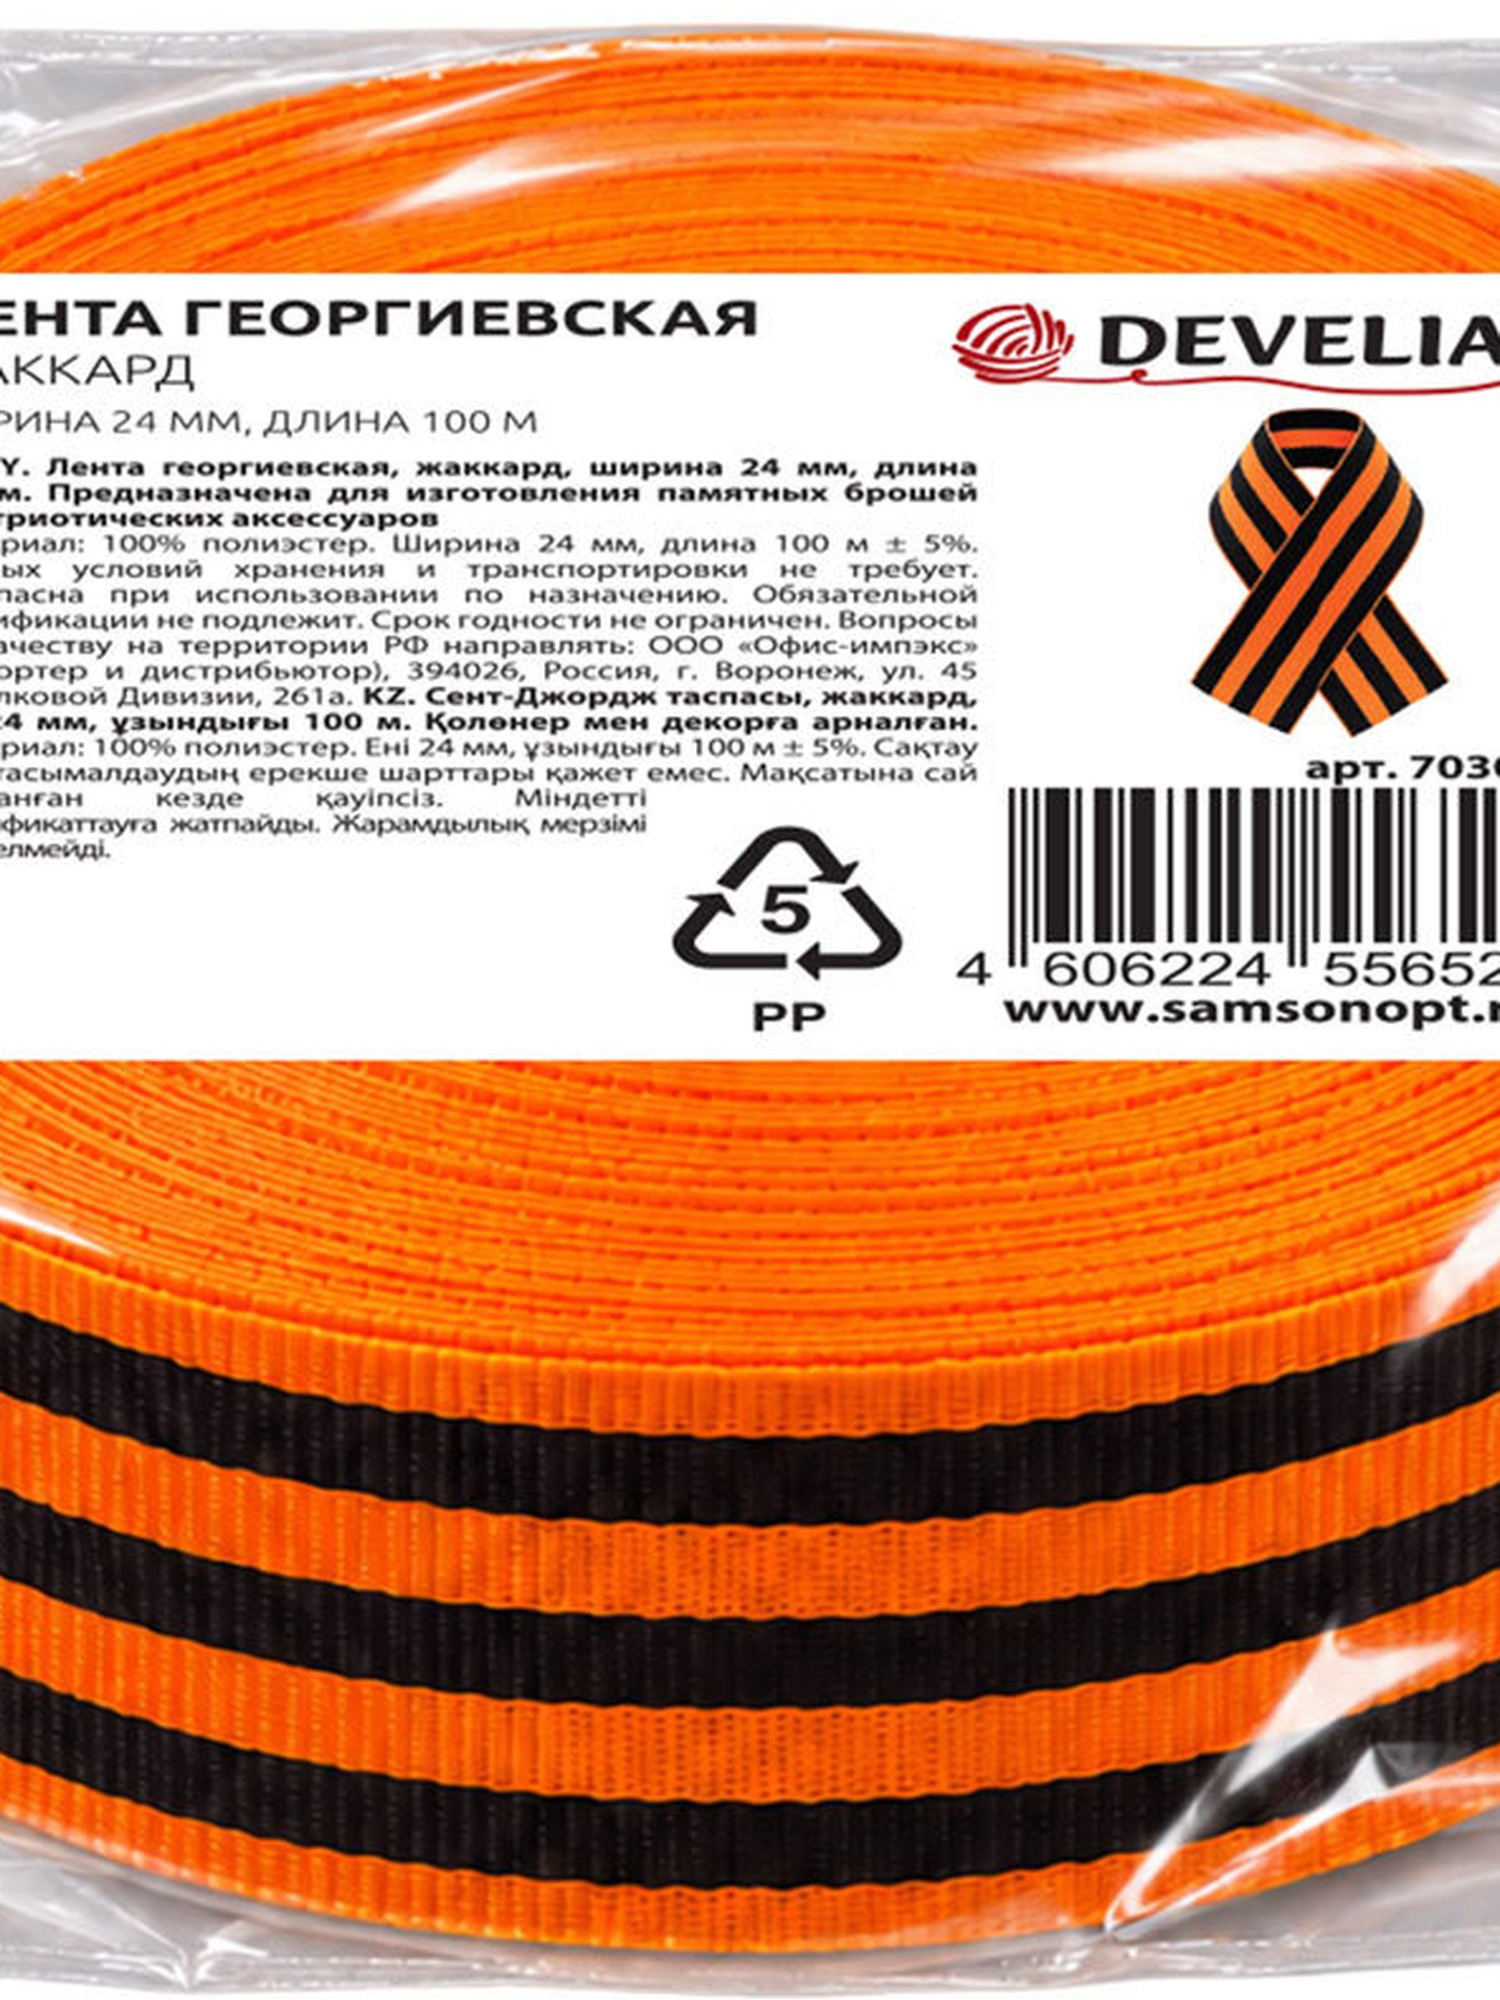 ЕНТА ГЕОРГИЕВСКАЯ
АККАРД
РИНА 24 ММ, ДЛИНА 100 М
Y. Лента георгиевская, жаккард, ширина 24 мм, длина
м. Предназначена для изготовления памятных брошей
триотических аксессуаров
риал: 100% полиэстер. Ширина 24 мм, длина 100 м ± 5%.
ых условий хранения и транспортировки не требует.
пасна при использовании по назначению. Обязательной
ификации не подлежит. Срок годности не ограничен. Вопросы
ачеству на территории РФ направлять: ООО «Офис-импэкс»
ортер и дистрибьютор), 394026, Россия, г. Воронеж, ул. 45
лковой Дивизии, 261а. KZ. Сент-Джордж таспасы, жаккард,
24 мм, ұзындығы 100 м. Қолөнер мен декорға арналған.
риал: 100% полиэстер. Ені 24 мм, ұзындығы 100 м ± 5%. Сақтау
тасымалдаудың ерекше шарттары қажет емес. Мақсатына сай
анған кезде қауіпсіз. Міндетті
фикаттауға жатпайды. Жарамдылық мерзімі
елмейді.
5
PP
DEVELIA
арт. 703
4 606224 55652
www.samsonopt.r